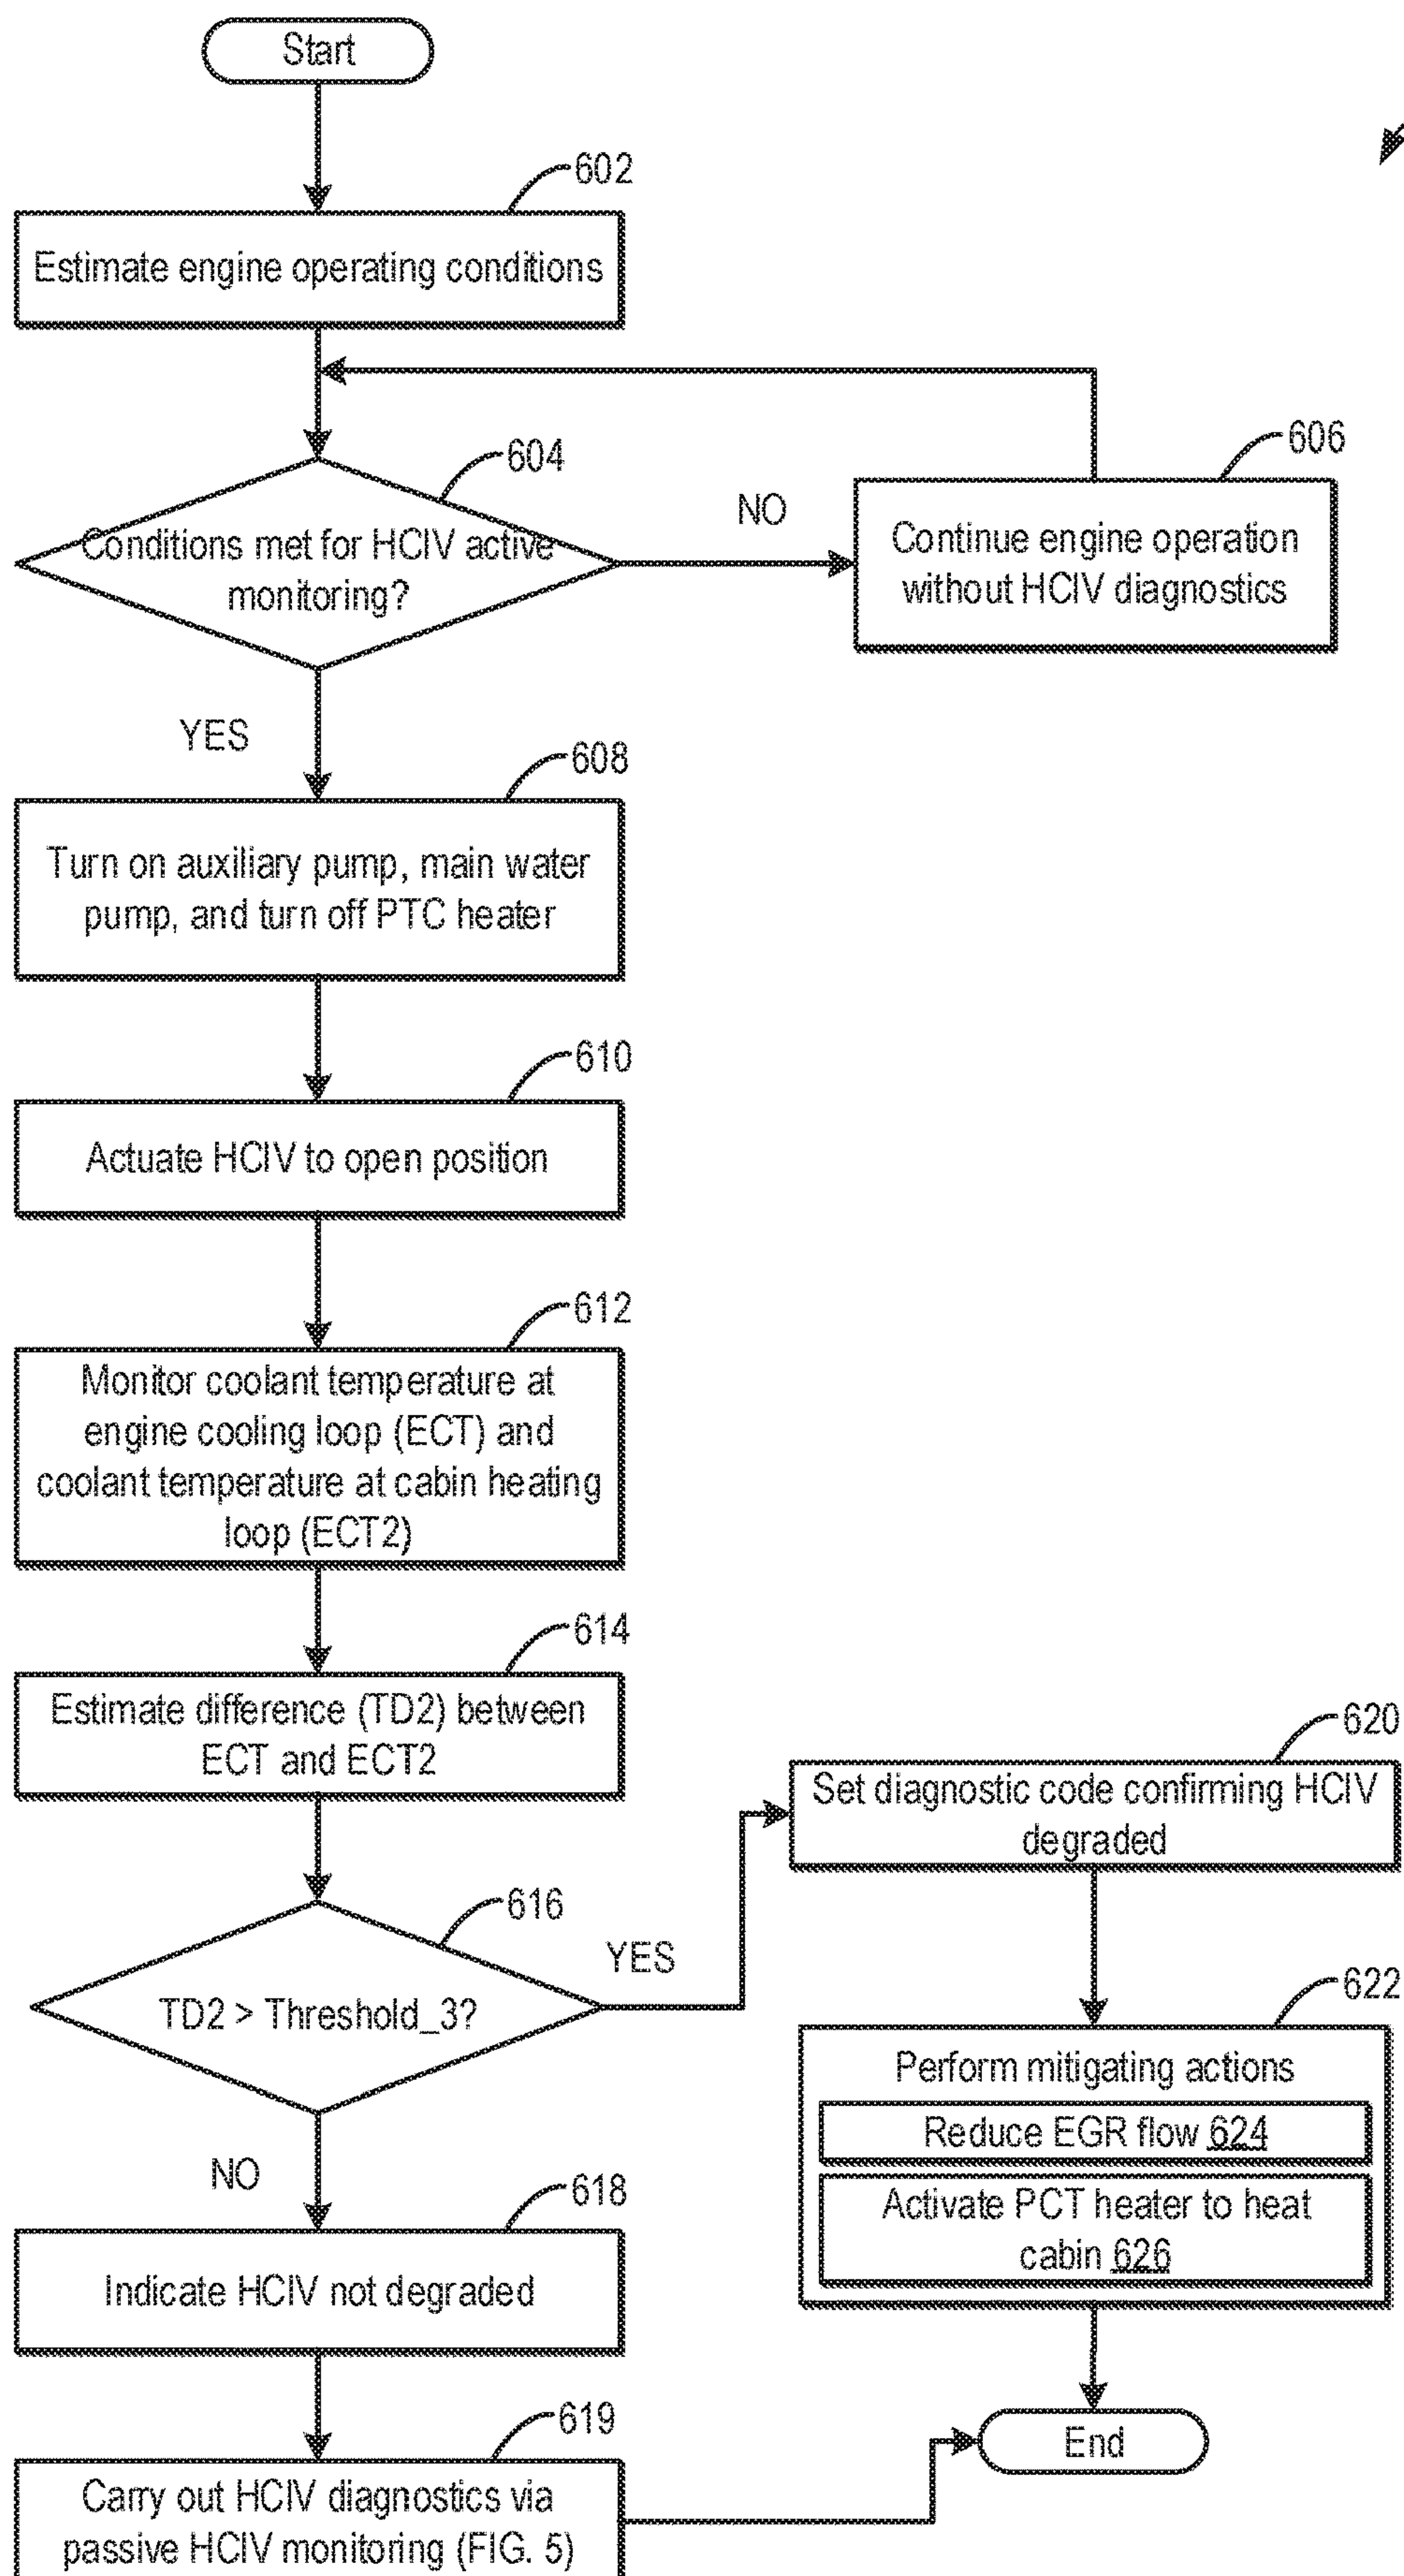 Start
602
Estimate engine operating conditions
604
Conditions met for HCIV active
monitoring?
NO
606
Continue engine operation
without HCIV diagnostics
YES
608
Turn on auxiliary pump, main water
pump, and turn off PTC heater
610
Actuate HCIV to open position
612
Monitor coolant temperature at
engine cooling loop (ECT) and
coolant temperature at cabin heating
loop (ECT2)
614
Estimate difference (TD2) between
ECT and ECT2
616
TD2 > Threshold_3?
YES
620
Set diagnostic code confirming HCIV
degraded
622
Perform mitigating actions
Reduce EGR flow 624
Activate PCT heater to heat
cabin 626
NO
618
Indicate HCIV not degraded
619
Carry out HCIV diagnostics via
passive HCIV monitoring (FIG. 5)
End